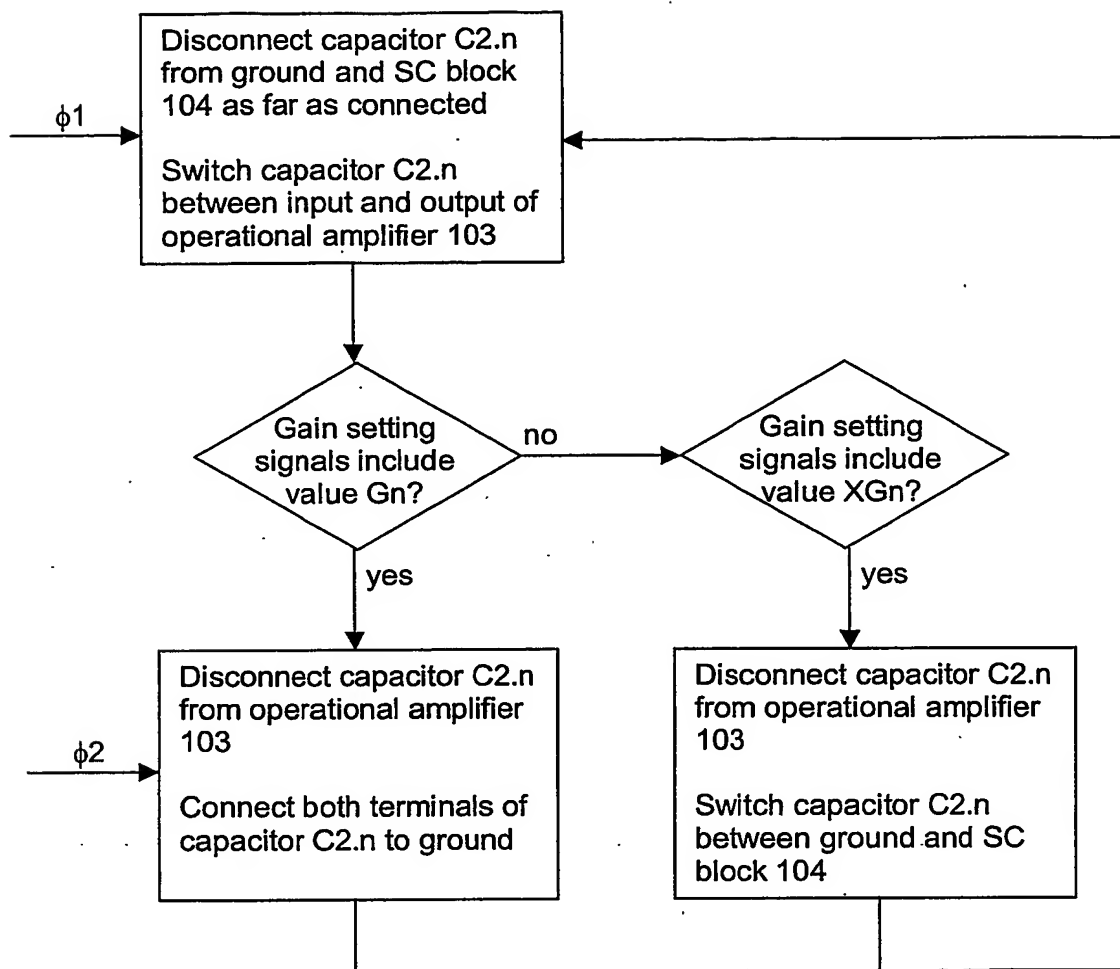 Disconnect capacitor C2.n
from ground and SC block
104 as far as connected
ϕ1
Switch capacitor C2.n
between input and output of
operational amplifier 103
Gain setting
signals include
value Gn?
no
Gain setting
signals include
value XGn?
yes
yes
Disconnect capacitor C2.n
from operational amplifier
103
ϕ2
Connect both terminals of
capacitor C2.n to ground
Disconnect capacitor C2.n
from operational amplifier
103
Switch capacitor C2.n
between ground and SC
block 104